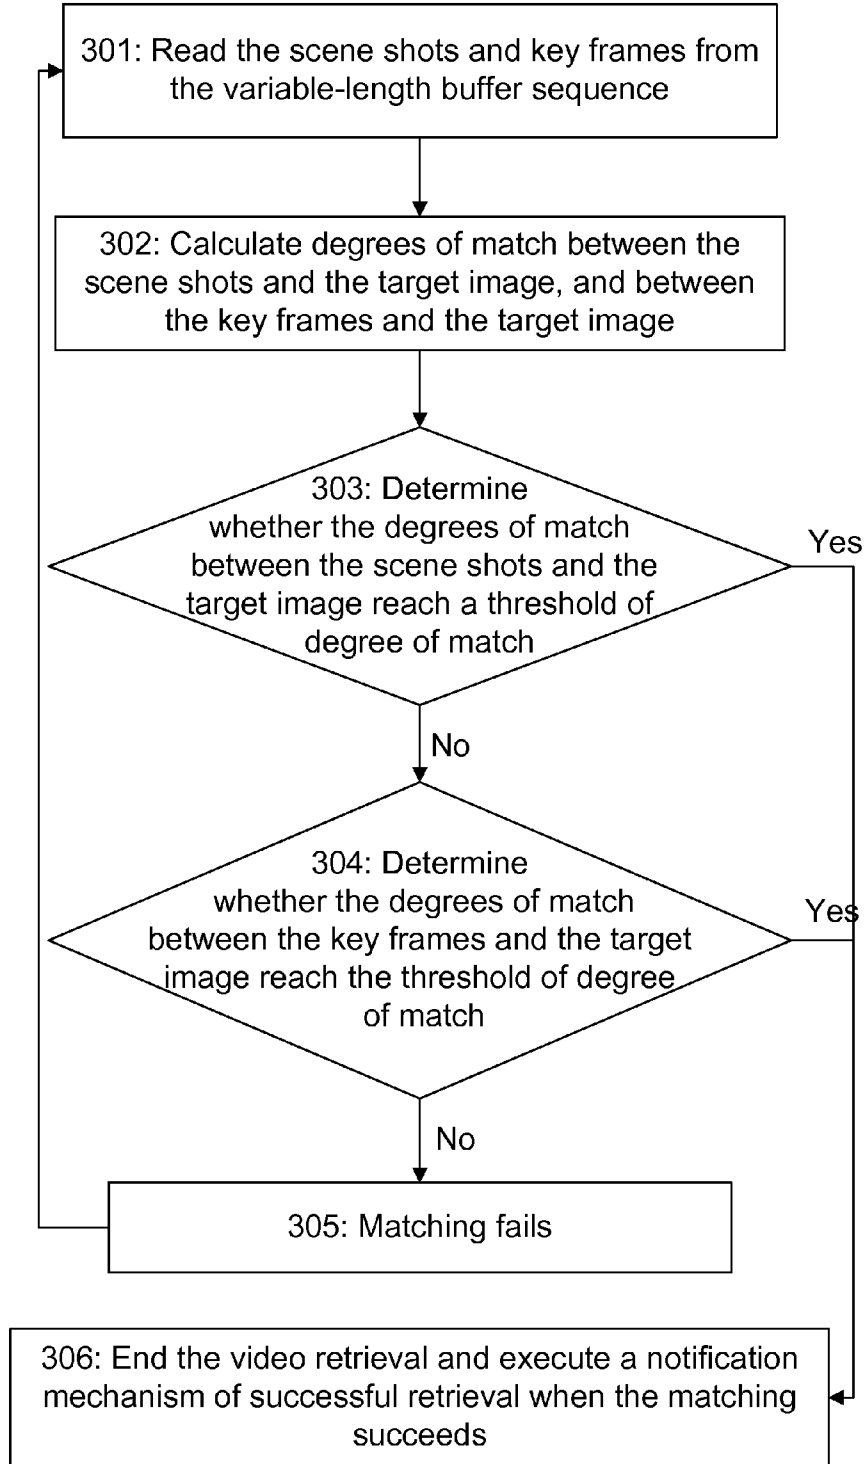 301: Read the scene shots and key frames from
the variable-length buffer sequence
302: Calculate degrees of match between the
scene shots and the target image, and between
the key frames and the target image
303: Determine
whether the degrees of match
between the scene shots and the
target image reach a threshold of
degree of match
Yes
No
304: Determine
whether the degrees of match
between the key frames and the target
image reach the threshold of degree
of match
Yes
No
305: Matching fails
306: End the video retrieval and execute a notification
mechanism of successful retrieval when the matching
succeeds